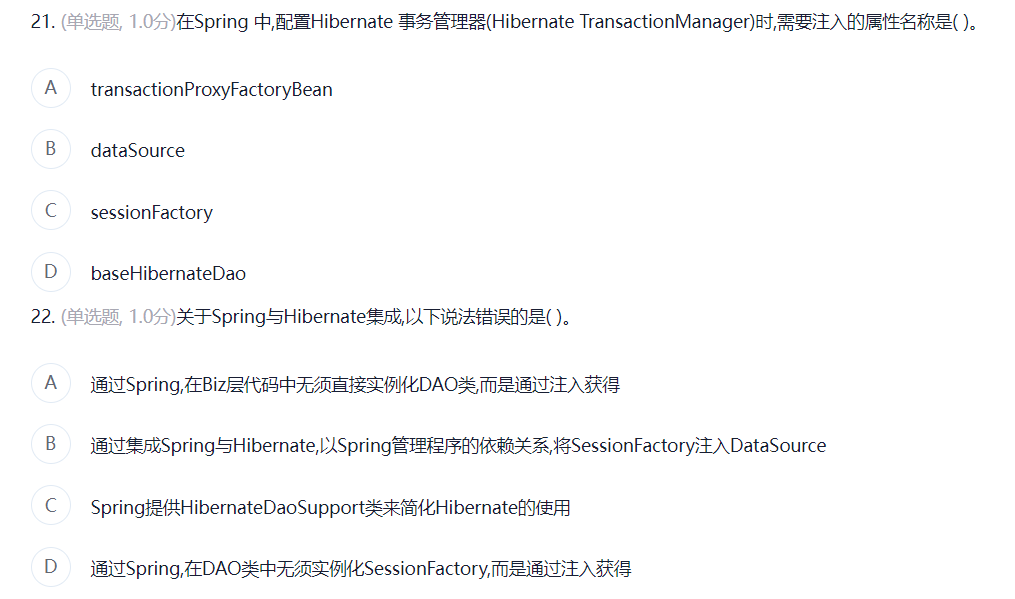 21. (单选题, 1.0分)在Spring 中,配置Hibernate 事务管理器(Hibernate TransactionManager)时,需要注入的属性名称是( )。
A transactionProxyFactoryBean
B dataSource
C sessionFactory
D baseHibernateDao
22. (单选题, 1.0分)关于Spring与Hibernate集成,以下说法错误的是( )。
A 通过Spring,在Biz层代码中无须直接实例化DAO类,而是通过注入获得
B 通过集成Spring与Hibernate,以Spring管理程序的依赖关系,将SessionFactory注入DataSource
C Spring提供HibernateDaoSupport类来简化Hibernate的使用
D 通过Spring,在DAO类中无须实例化SessionFactory,而是通过注入获得